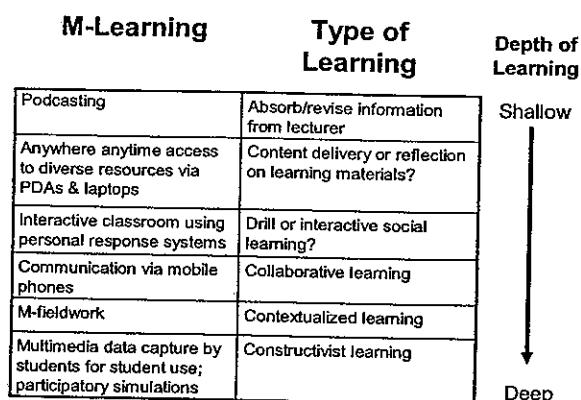 M-Learning
Type of
Learning
Depth of
Learning
Podcasting
Absorb/revise information
from lecturer
Shallow
Anywhere anytime access
to diverse resources via
PDAs & laptops
Content delivery or reflection
on learning materials?
Interactive classroom using
personal response systems
Drill or interactive social
learning?
Communication via mobile
phones
Collaborative learning
M-fieldwork
Contextualized learning
Multimedia data capture by
students for student use;
participatory simulations
Constructivist learning
Deep